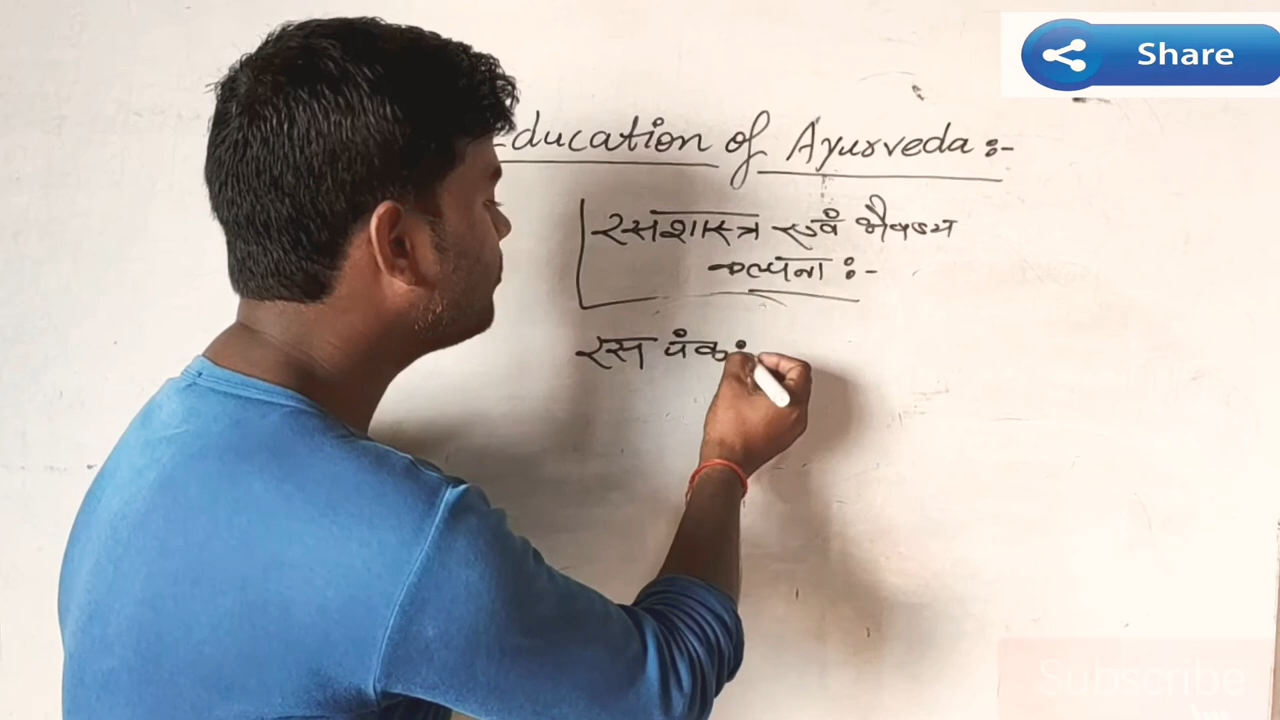 Share
Education of Ayurveda :-
रसशास्त्र एवं भैषज्य
कल्पना :-
रस पंक :
Subscribe